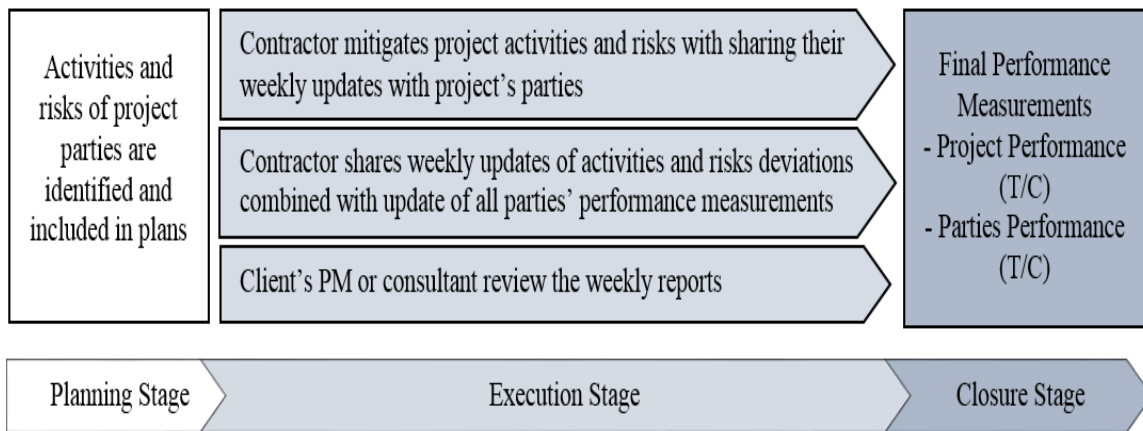 Activities and
risks of project
parties are
identified and
included in plans
Contractor mitigates project activities and risks with sharing their
weekly updates with project's parties
Contractor shares weekly updates of activities and risks deviations
combined with update of all parties' performance measurements
Client's PM or consultant review the weekly reports
Final Performance
Measurements
- Project Performance
(T/C)
- Parties Performance
(T/C)
Planning Stage
Execution Stage
Closure Stage